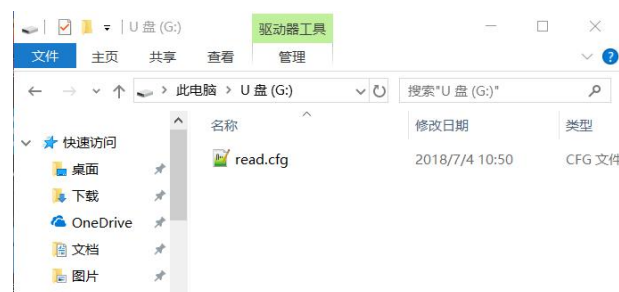 U 盘 (G:)
驱动器工具
文件 主页 共享 查看 管理
此电脑 > U 盘 (G:)
搜索"U 盘 (G:)"
名称 修改日期 类型
快速访问
read.cfg 2018/7/4 10:50 CFG 文件
桌面
下载
OneDrive
文档
图片